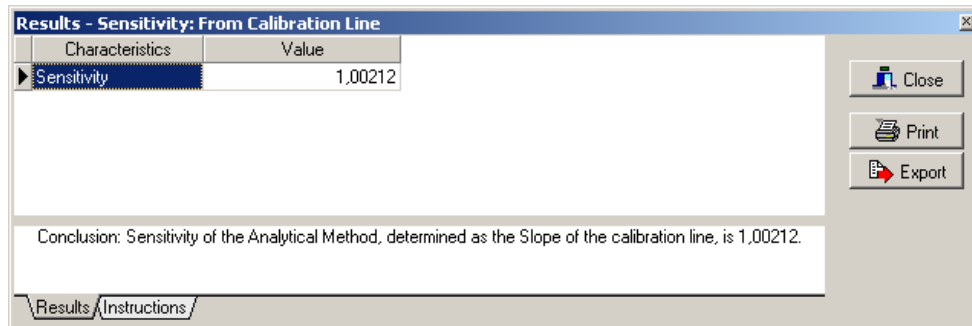 Results - Sensitivity: From Calibration Line
Characteristics Value
Sensitivity 1,00212
Close
Print
Export
Conclusion: Sensitivity of the Analytical Method, determined as the Slope of the calibration line, is 1,00212.
Results Instructions